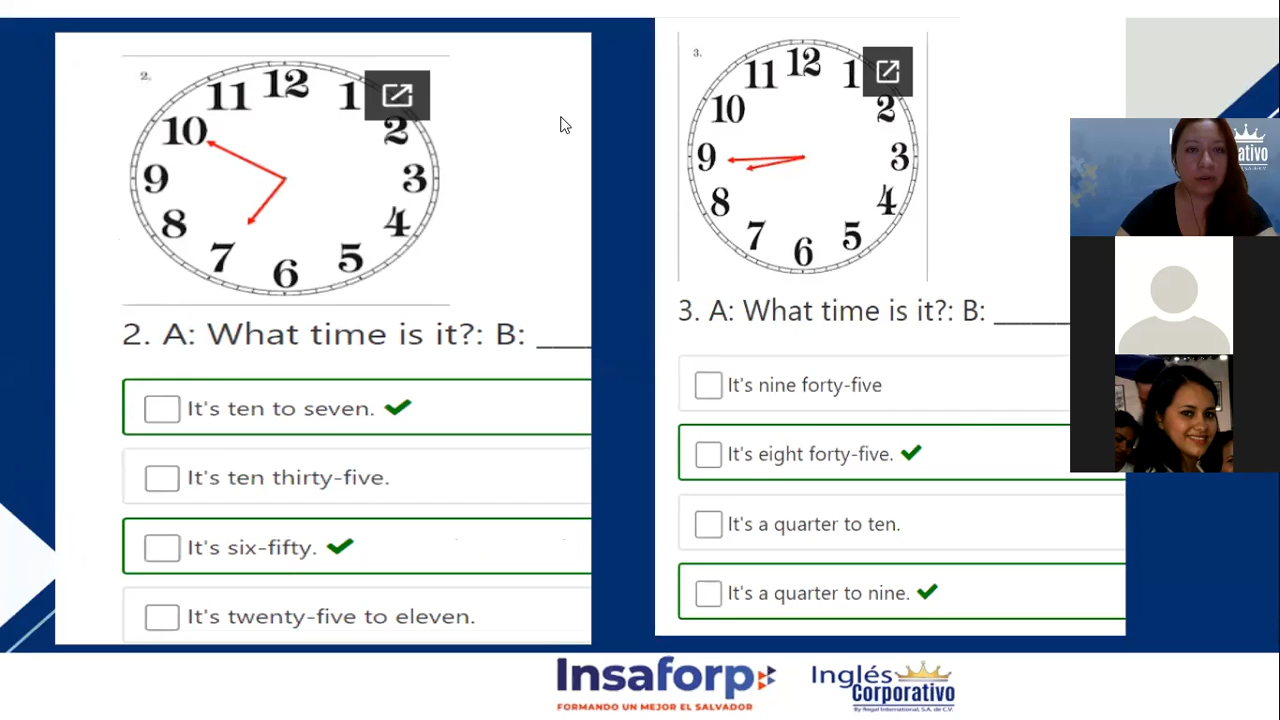 2.
12
11
1
10
2
9
3
8
4
7
5
6
2. A: What time is it?: B: ____
It's ten to seven.
It's ten thirty-five.
It's six-fifty.
It's twenty-five to eleven.
3.
12
11
1
10
2
9
3
8
4
7
5
6
3. A: What time is it?: B: _____
It's nine forty-five
It's eight forty-five.
It's a quarter to ten.
It's a quarter to nine.
Insaforp
FORMANDO UN MEJOR EL SALVADOR
Inglés
Corporativo
By Regal International, S.A. de C.V.